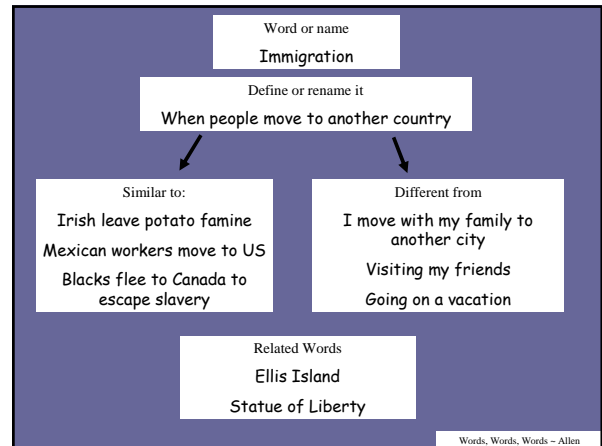 Word or name
Immigration
Define or rename it
When people move to another country
Similar to:
Irish leave potato famine
Mexican workers move to US
Blacks flee to Canada to
escape slavery
Different from
I move with my family to
another city
Visiting my friends
Going on a vacation
Related Words
Ellis Island
Statue of Liberty
Words, Words, Words ~ Allen